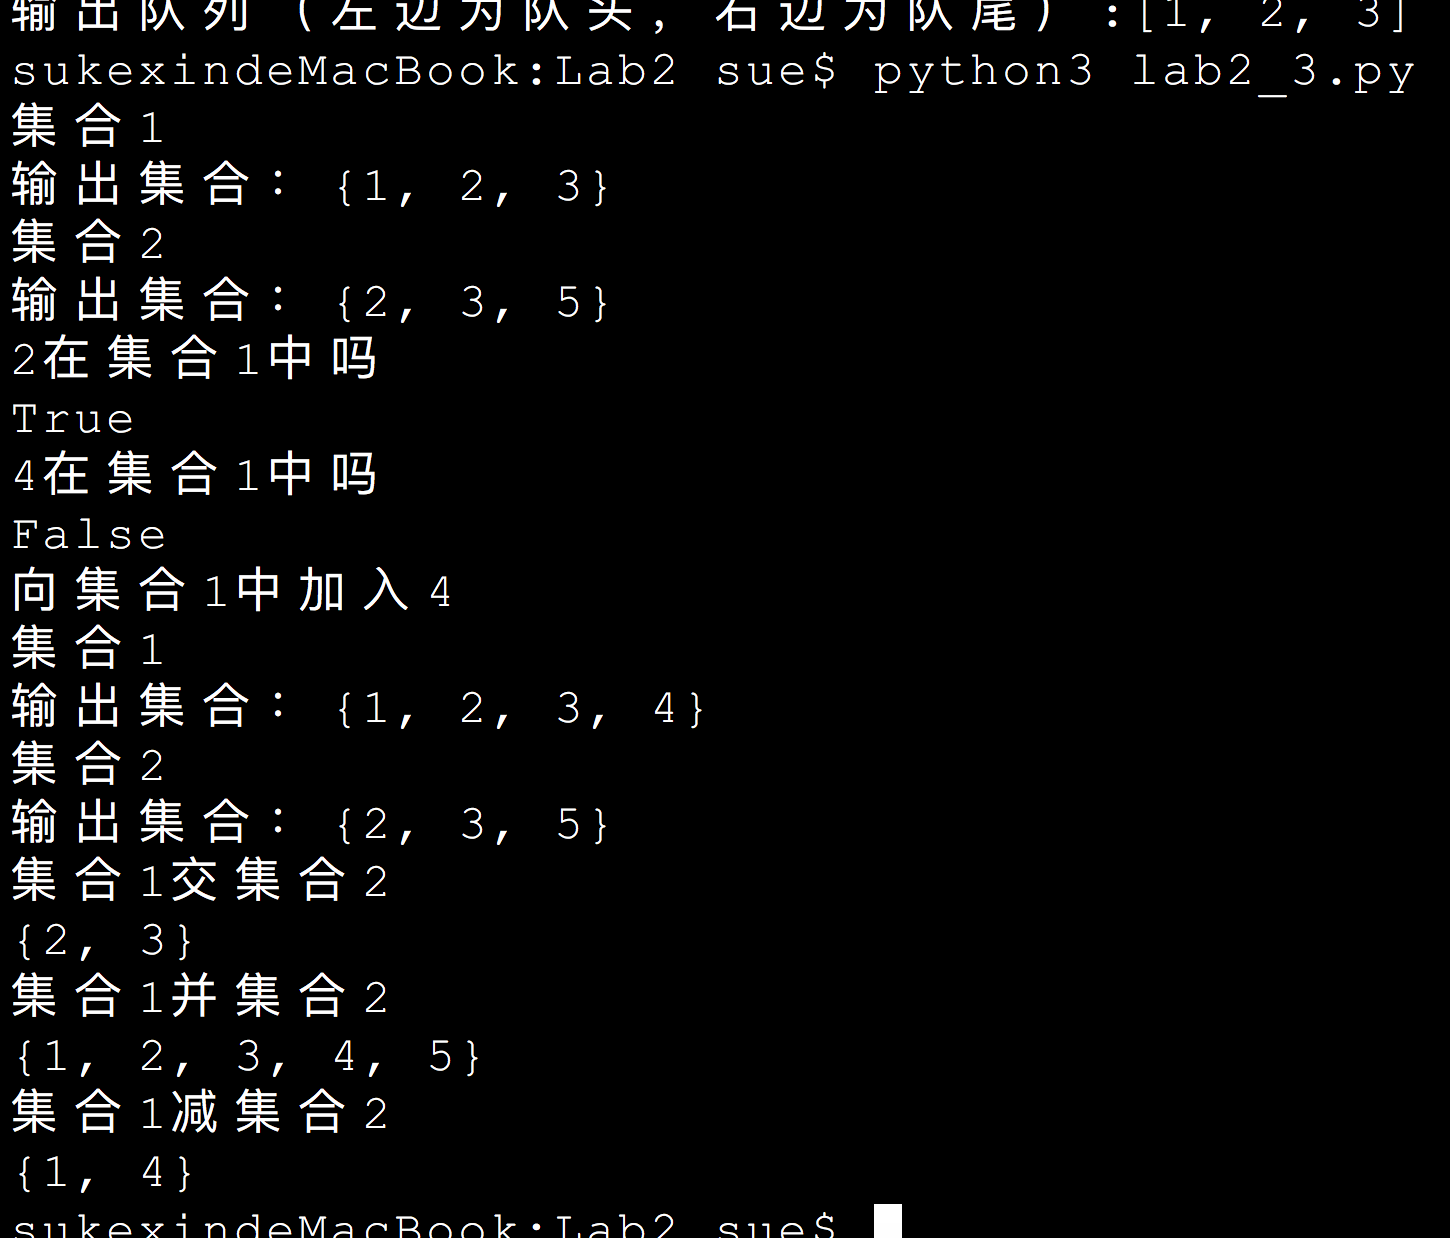 输出队列（左边为队头，右边为队尾）:[1, 2, 3]
sukexindeMacBook:Lab2 sue$ python3 lab2_3.py
集合1
输出集合： {1, 2, 3}
集合2
输出集合： {2, 3, 5}
2在集合1中吗
True
4在集合1中吗
False
向集合1中加入4
集合1
输出集合： {1, 2, 3, 4}
集合2
输出集合： {2, 3, 5}
集合1交集合2
{2, 3}
集合1并集合2
{1, 2, 3, 4, 5}
集合1减集合2
{1, 4}
sukexindeMacBook:Lab2 sue$